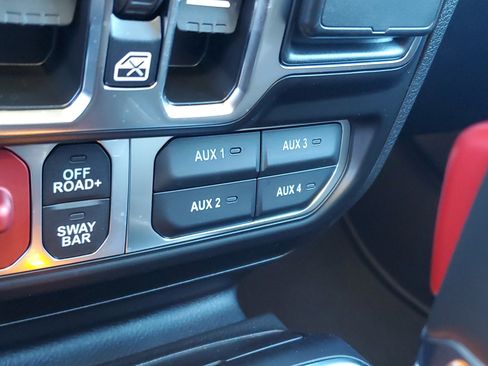 AUX 1
AUX 3
AUX 2
AUX 4
OFF
ROAD+
SWAY
BAR